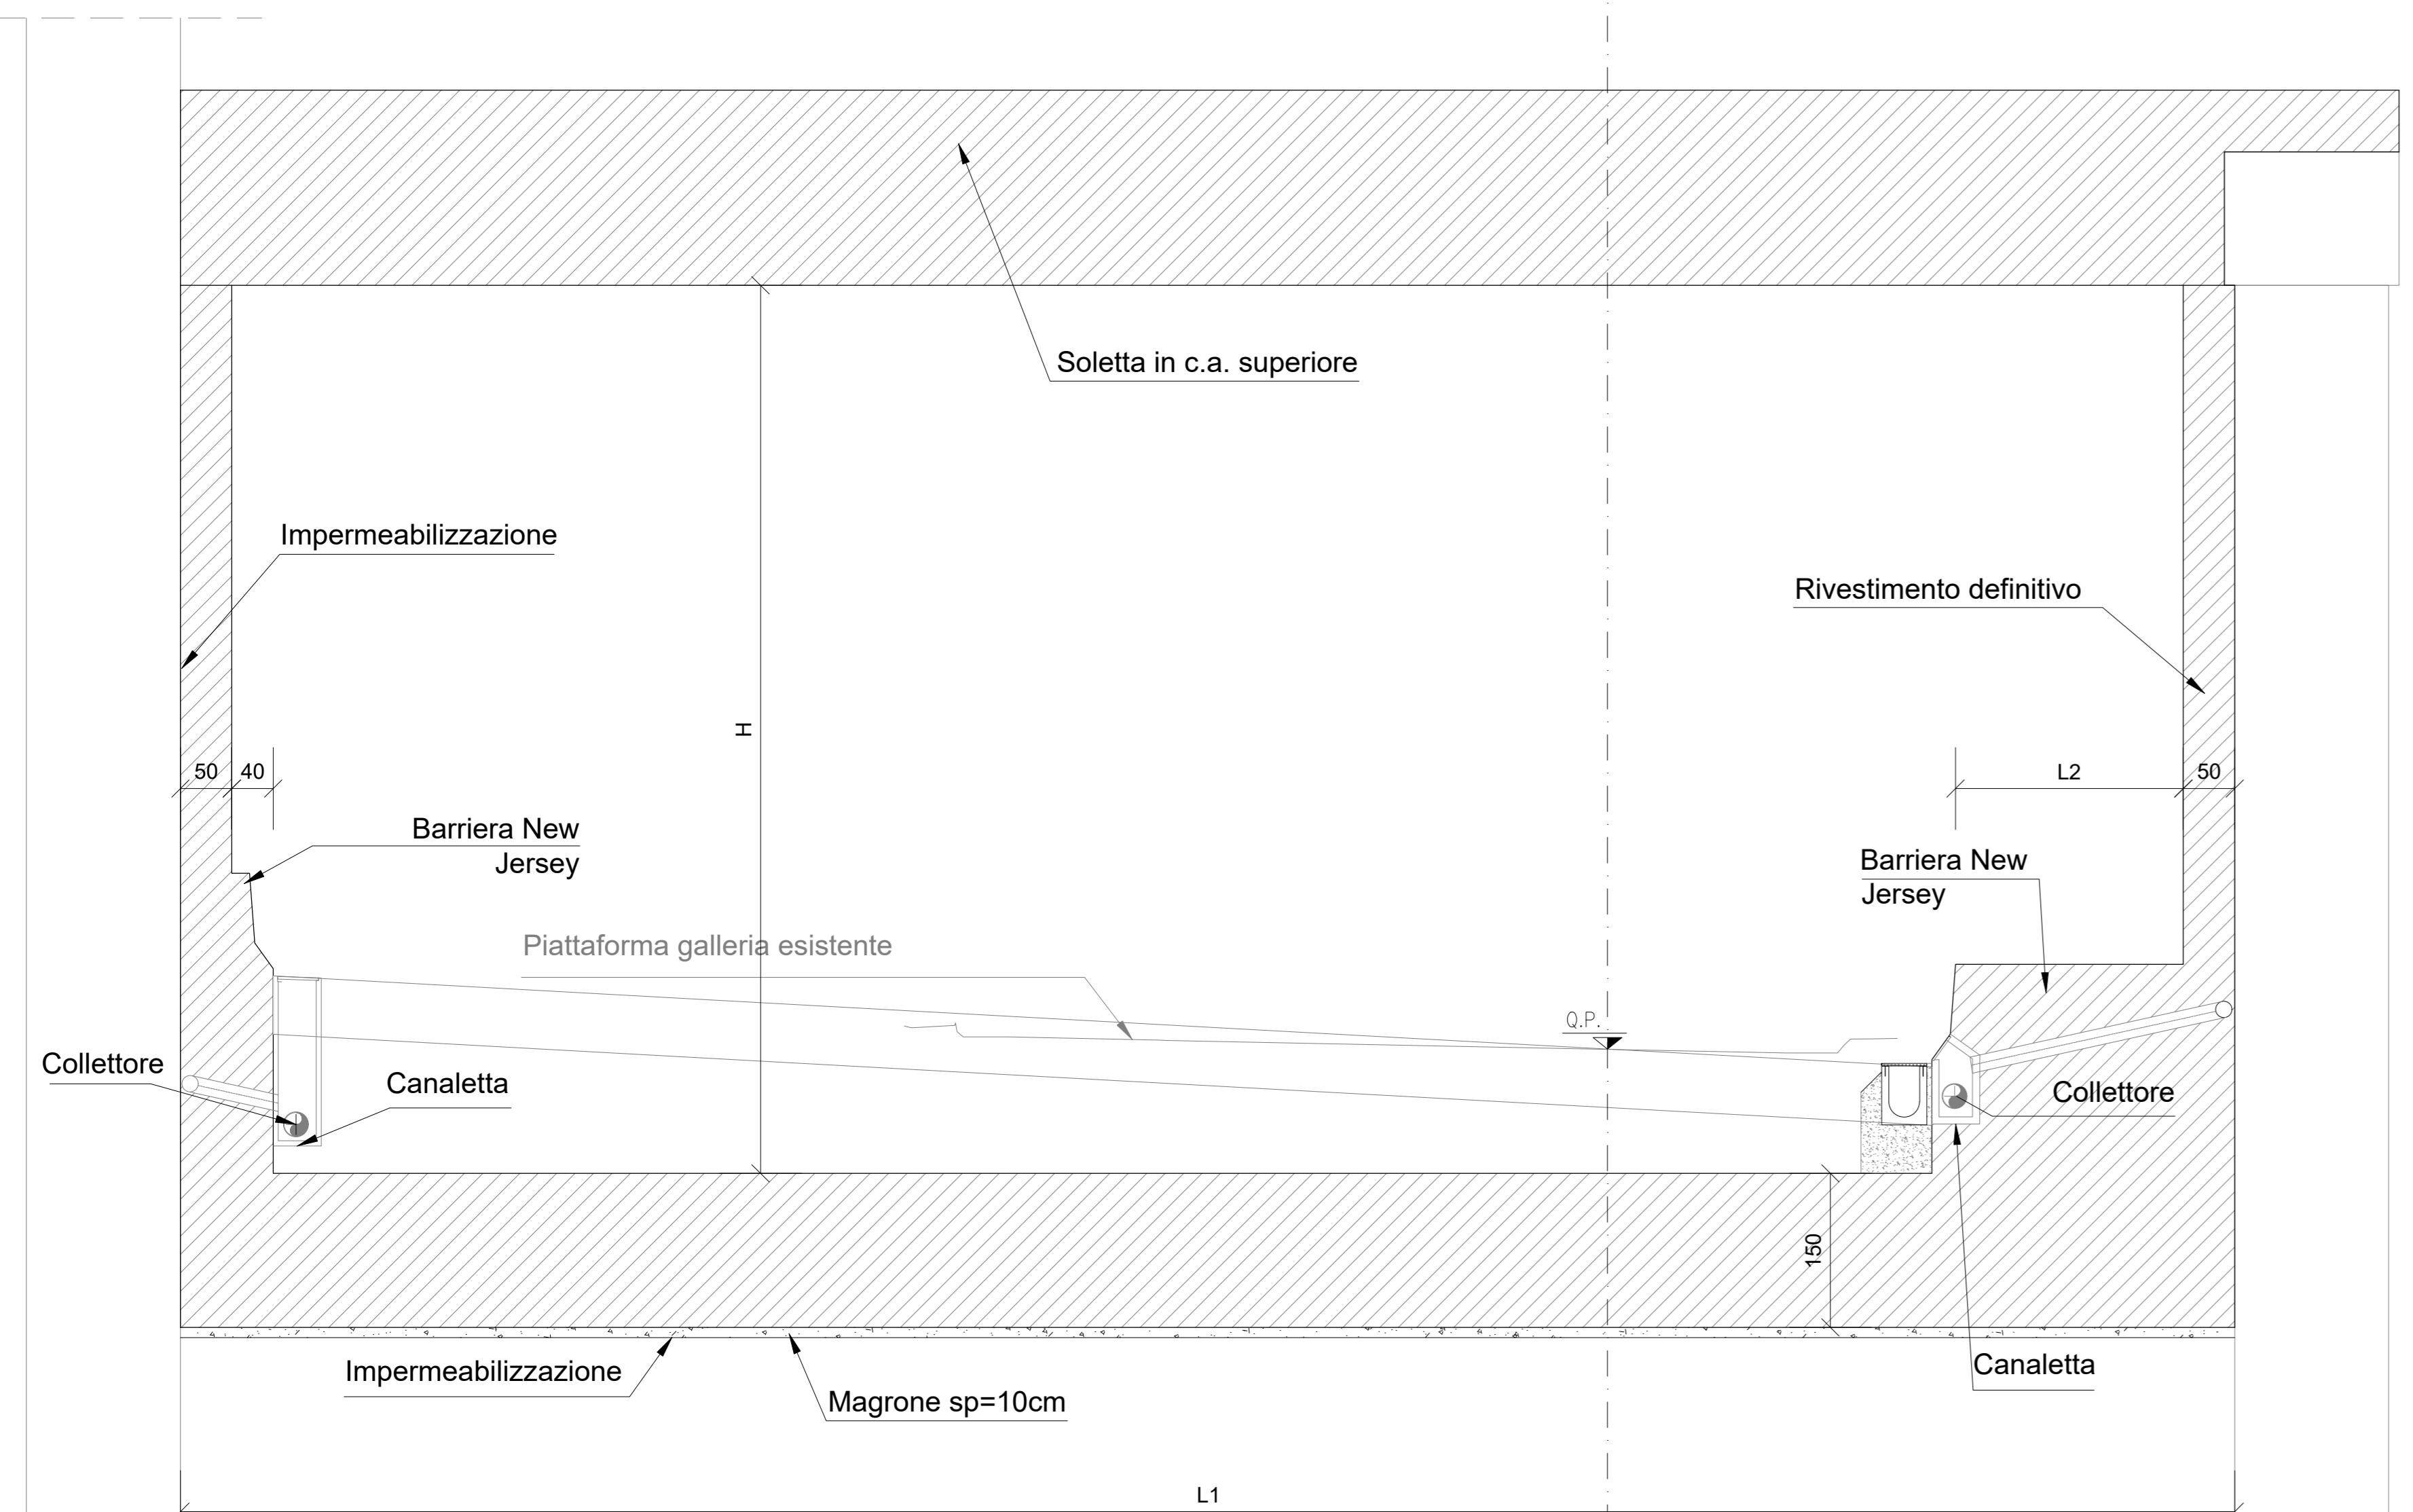 Soletta in c.a. superiore
Impermeabilizzazione
Rivestimento definitivo
H
50
40
L2
50
Barriera New
Jersey
Barriera New
Jersey
Piattaforma galleria esistente
Q.P.
Collettore
Canaletta
Collettore
150
Impermeabilizzazione
Magrone sp=10cm
Canaletta
L1